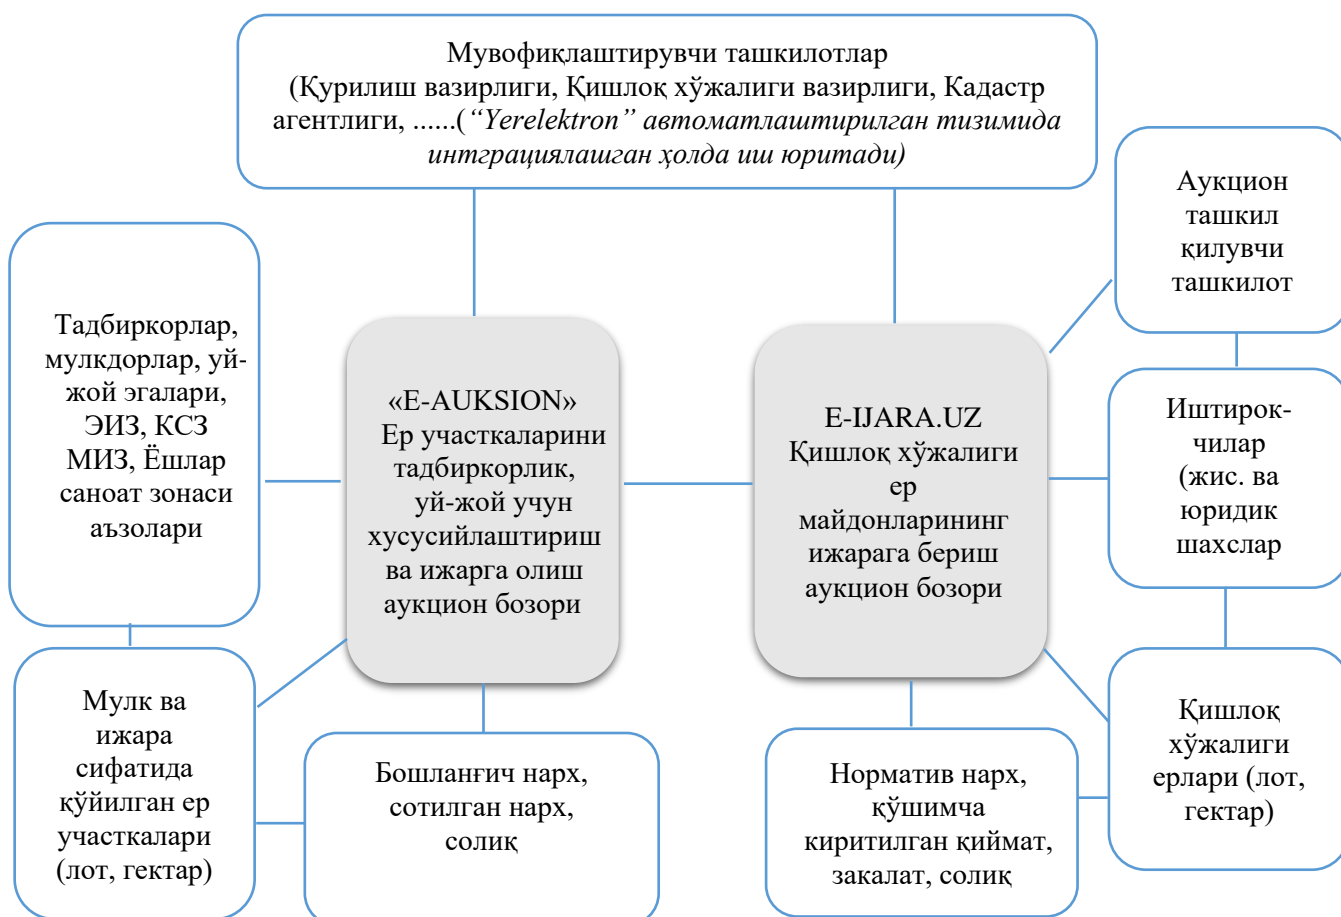 Мувофиқлаштирувчи ташкилотлар
(Қурилиш вазирлиги, Қишлоқ хўжалиги вазирлиги, Кадастр
агентлиги, ......(“Yerelektron” автоматлаштирилган тизимида
интграциялашган ҳолда иш юритади)
Аукцион
ташкил
қилувчи
ташкилот
Тадбиркорлар,
мулкдорлар, уй-
жой эгалари,
ЭИЗ, КСЗ
МИЗ, Ёшлар
саноат зонаси
аъзолари
«E-AUKSION»
Ер участкаларини
тадбиркорлик,
уй-жой учун
хусусийлаштириш
ва ижарга олиш
аукцион бозори
E-IJARA.UZ
Қишлоқ хўжалиги
ер
майдонларининг
ижарага бериш
аукцион бозори
Иштирок-
чилар
(жис. ва
юридик
шахслар
Мулк ва
ижара
сифатида
қўйилган ер
участкалари
(лот, гектар)
Бошланғич нарх,
сотилган нарх,
солиқ
Норматив нарх,
қўшимча
киритилган қиймат,
закалат, солиқ
Қишлоқ
хўжалиги
ерлари (лот,
гектар)